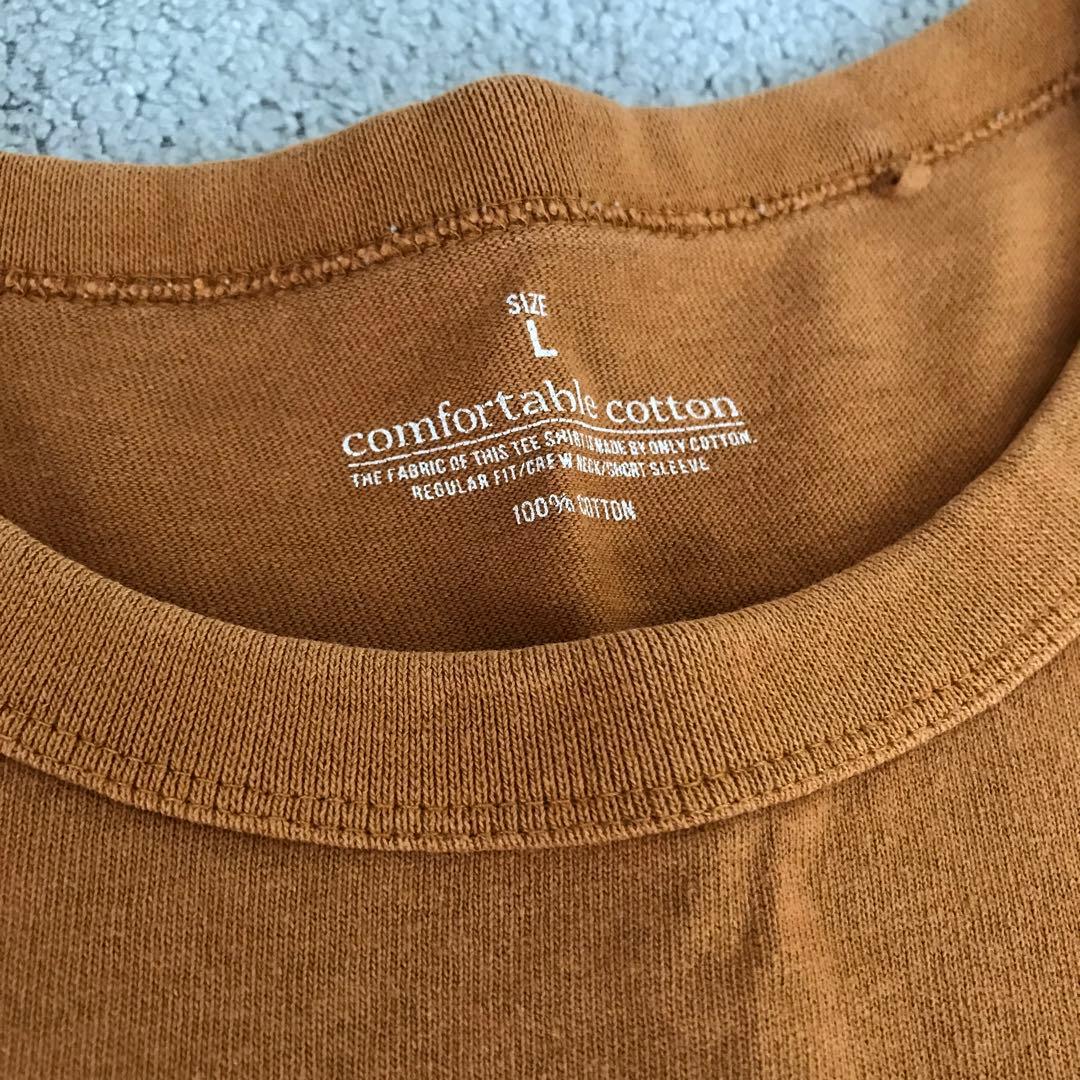 SIZE
L
comfortable cotton
THE FABRIC OF THIS TEE SHIRT IS MADE BY ONLY COTTON.
REGULAR FIT/CREW NECK/SHORT SLEEVE
100% COTTON